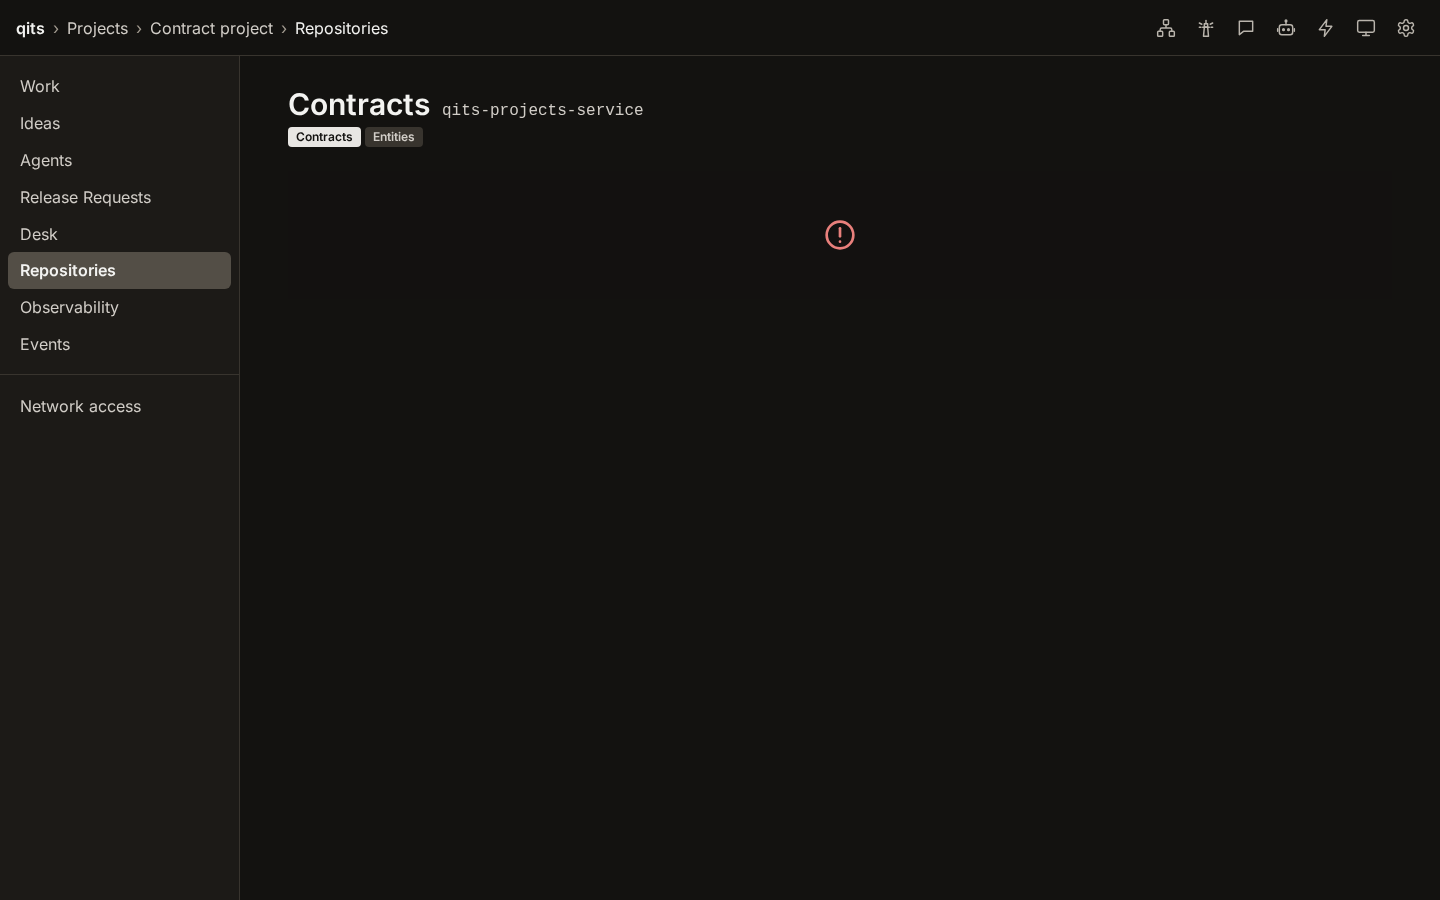 qits › Projects › Contract project › Repositories
Work
Ideas
Agents
Release Requests
Desk
Repositories
Observability
Events
Network access
Contracts qits-projects-service
Contracts Entities